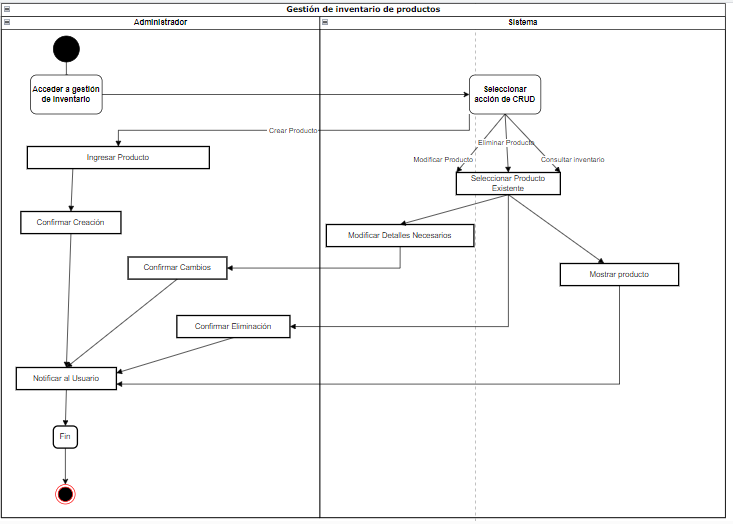 Gestión de inventario de productos
Administrador
Sistema
Acceder a gestión
de inventario
Seleccionar
acción de CRUD
Crear Producto
Eliminar Producto
Modificar Producto
Consultar inventario
Ingresar Producto
Seleccionar Producto
Existente
Confirmar Creación
Modificar Detalles Necesarios
Confirmar Cambios
Mostrar producto
Confirmar Eliminación
Notificar al Usuario
Fin